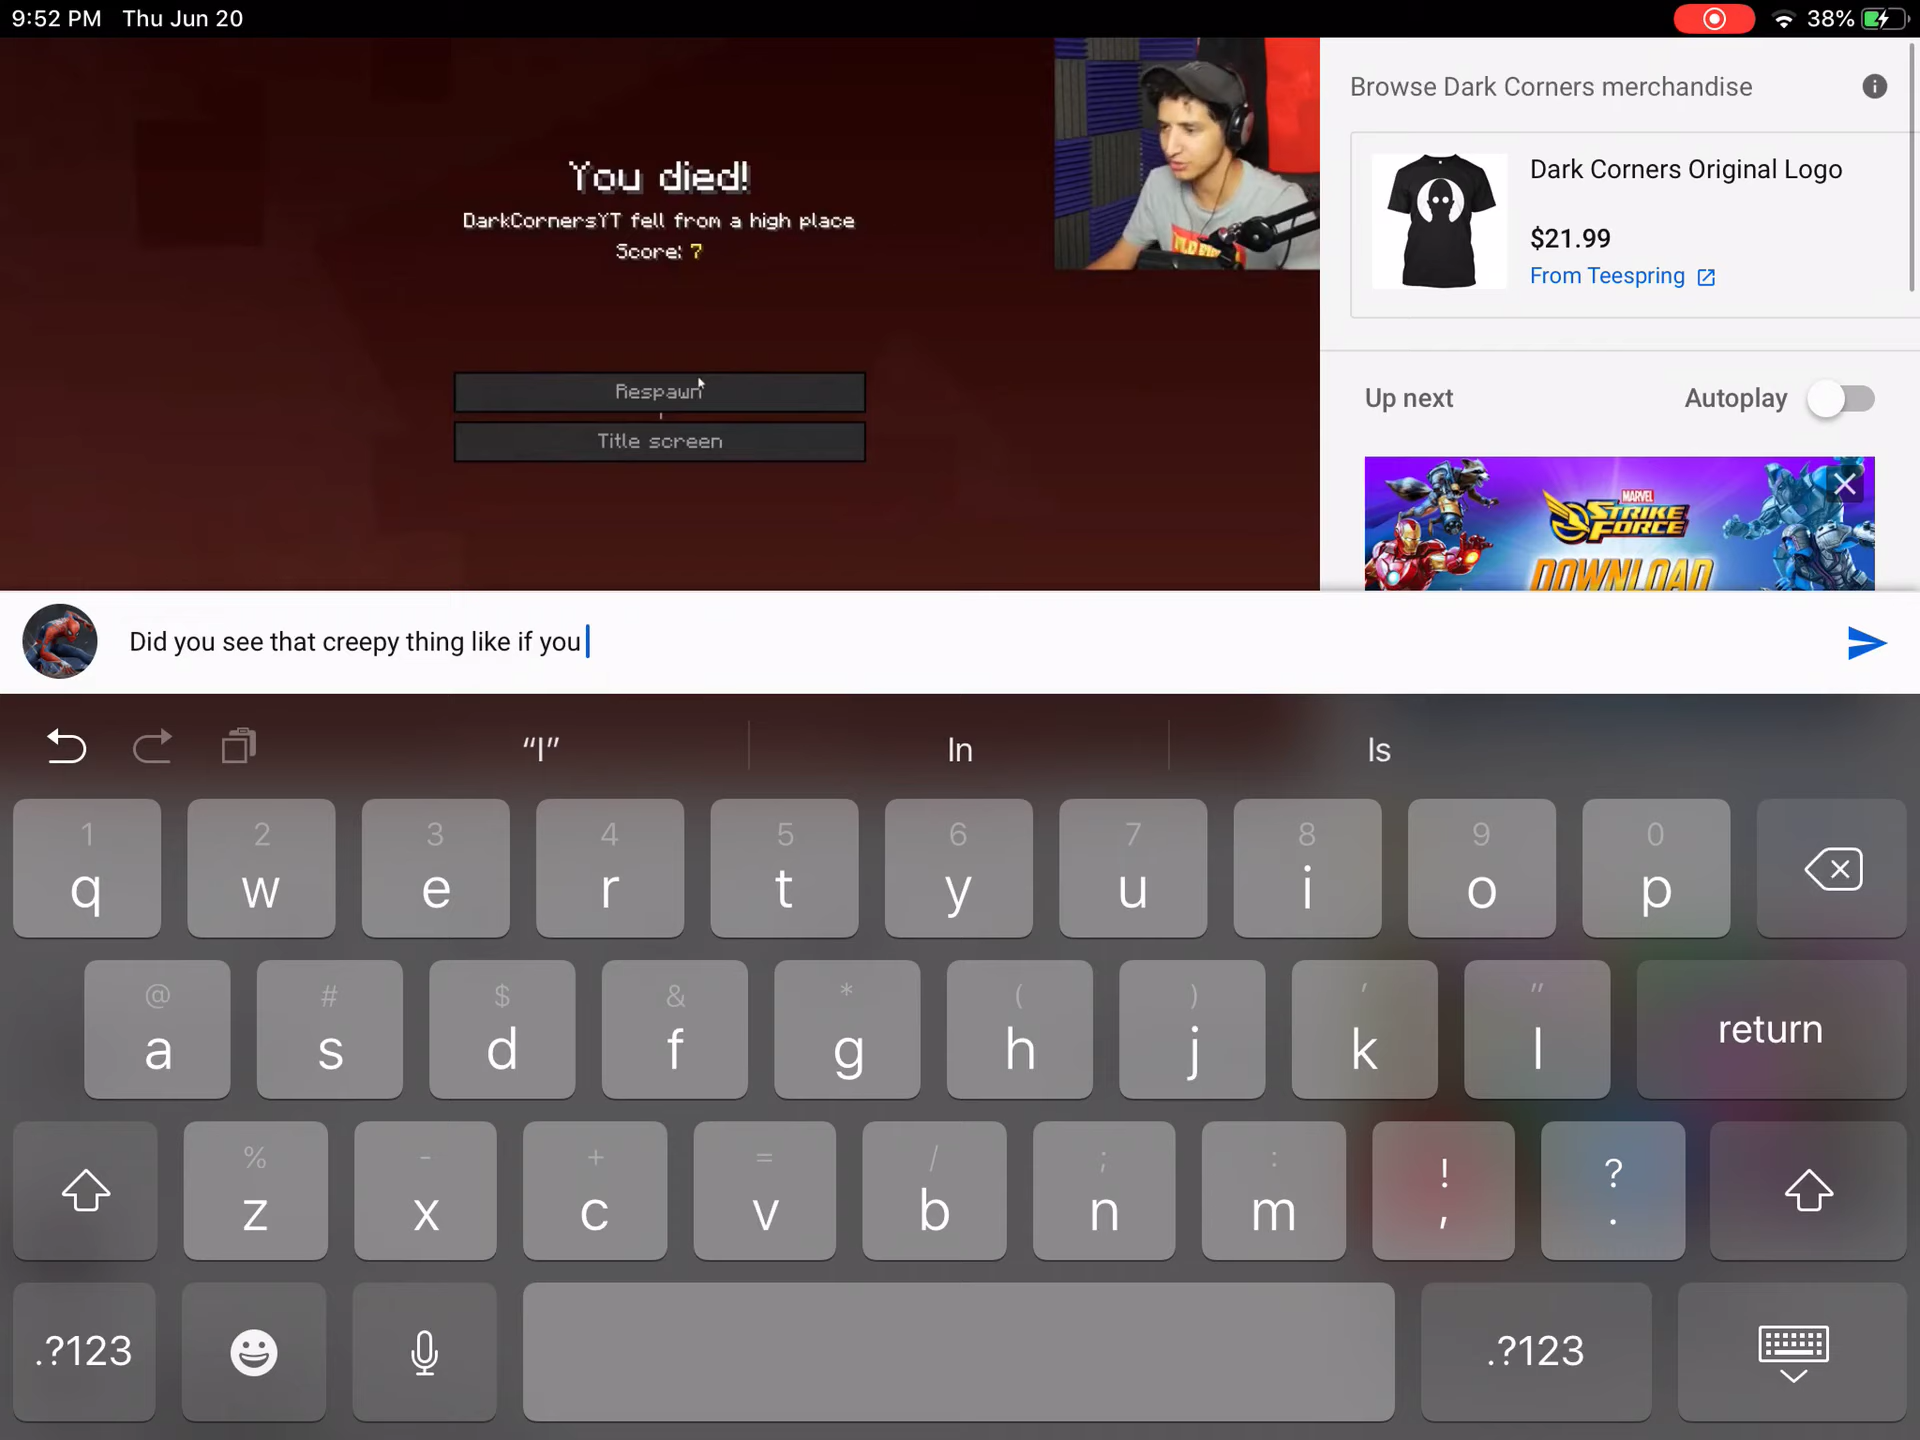 9:52 PM Thu Jun 20
38%
You died!
DarkCornersYT fell from a high place
Score: 7
Respawn
Title screen
Browse Dark Corners merchandise
Dark Corners Original Logo
$21.99
From Teespring
Up next Autoplay
MARVEL
STRIKE
FORCE
DOWNLOAD
Did you see that creepy thing like if you
“I” In Is
1 2 3 4 5 6 7 8 9 0
q w e r t y u i o p
@ # $ & * ( ) ' "
a s d f g h j k l return
% - + = / ; : ! ?
z x c v b n m , .
.?123 .?123